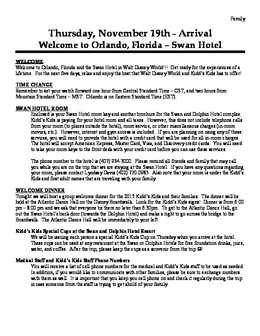 Family
Thursday, November 19th - Arrival
Welcome to Orlando, Florida – Swan Hotel
WELCOME
Welcome to Orlando, Florida and the Swan Hotel in Walt Disney World!!! Get ready for the experience of a
lifetime. For the next five days, relax and enjoy the best that Walt Disney World and Kidd's Kids has to offer!
TIME CHANGE
Remember to set your watch forward one hour from Central Standard Time – CST, and two hours from
Mountain Standard Time – MST. Orlando is on Eastern Standard Time (EST).
SWAN HOTEL ROOM
Enclosed is your Swan Hotel room key and another brochure for the Swan and Dolphin Hotel complex.
Your room is part of the Kidd's Kids event. However, this does not include telephone calls
from your room (to places outside the hotel), room service, or other miscellaneous charges (in-room
movies, etc.). However, internet and gym access is included. If you are planning on using any of these
services, you will need to provide the hotel with a credit card that will be used for all in-room charges.
The hotel will accept American Express, Master Card, Visa, and Discovery credit cards. You will need
to take your room key to the front desk with your credit card before you can use these services.
The phone number to the hotel is (407) 934-3000. Please remind all friends and family that may call
you while you are on the trip that we are staying at the Swan Hotel. If you have any questions regarding
your room, please contact Lyndsey Davis. Also note that your room is under the Kidd's
Kids and first adult names that are traveling with your family.
WELCOME DINNER
Tonight we will host a group welcome dinner for the 2015 Kidd's Kids and their families. The dinner will be
held at the Atlantic Dance Hall on the Disney Boardwalk. Look for the Kidd's Kids signs! Dinner is from 6:00
pm – 8:00 pm and we ask that everyone be there no later than 6:30pm. To get to the Atlantic Dance Hall, go
out the Swan Hotel's back door (towards the Dolphin Hotel) and make a right to go across the bridge to the
Boardwalk. The Atlantic Dance Hall will be immediately to your left.
Kidd's Kids Special Cups at the Swan and Dolphin Hotel Resort
We will be issuing each person a special Kidd's Kids Cup on Thursday when you arrive at the hotel.
These cups can be used at any restaurant at the Swan or Dolphin Hotels for free foundation drinks, juice,
water, and coffee. After the trip, please keep the cups as a souvenir from the trip
Medical Staff and Kidd's Kids Staff Phone Numbers
You will receive a list of cell phone numbers for the medical and Kidd's Kids staff to be used as needed.
In addition, if you would like to communicate with other families, please be sure to exchange numbers
with them as well. It is important that you keep your cell phone on and check it regularly during the trip
in case someone from the staff is trying to get ahold of your family.